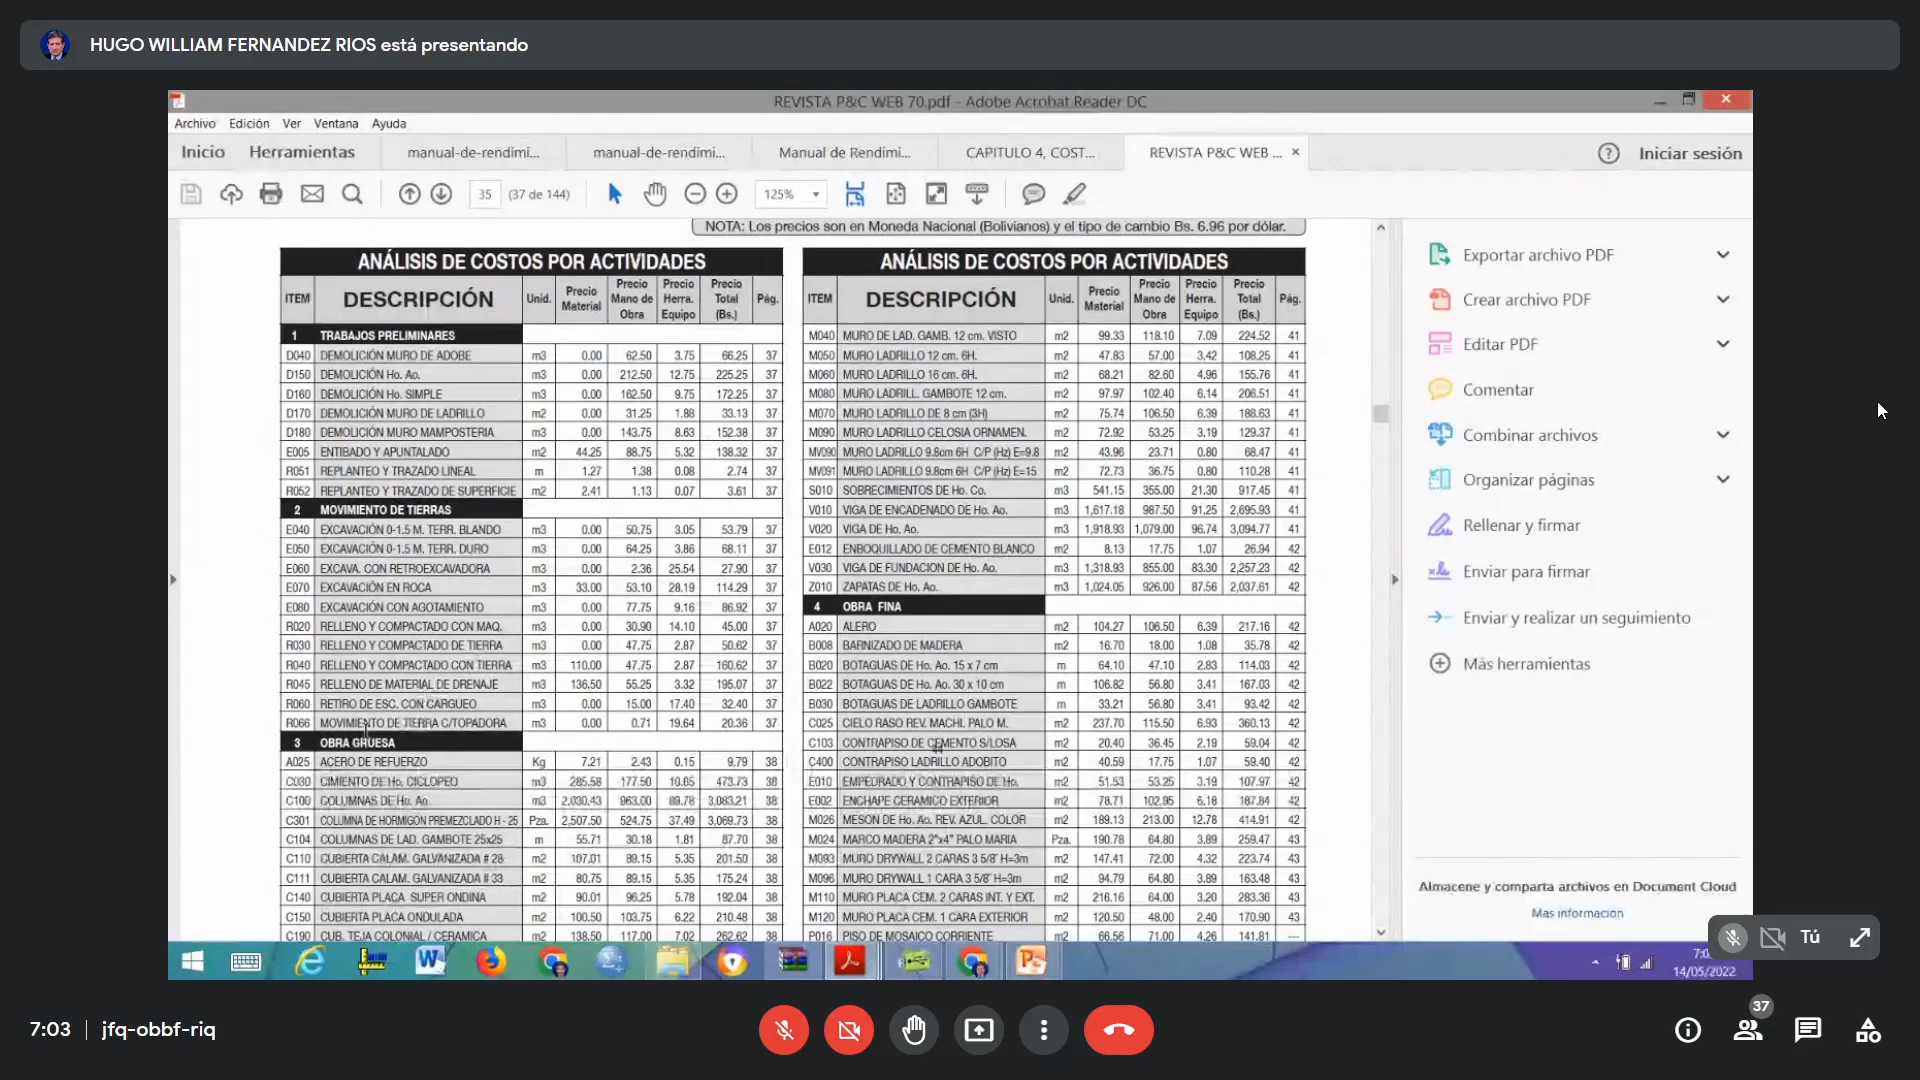 HUGO WILLIAM FERNANDEZ RIOS está presentando
REVISTA P&C WEB 70.pdf - Adobe Acrobat Reader DC
Archivo Edición Ver Ventana Ayuda
Inicio Herramientas manual-de-rendimi... manual-de-rendimi... Manual de Rendimi... CAPITULO 4, COST... REVISTA P&C WEB ... × Iniciar sesión
35 (37 de 144) 125%
NOTA: Los precios son en Moneda Nacional (Bolivianos) y el tipo de cambio Bs. 6.96 por dólar.
ANÁLISIS DE COSTOS POR ACTIVIDADES
ITEM DESCRIPCIÓN Unid. Precio Material Precio Mano de Obra Precio Herra. Equipo Precio Total (Bs.) Pág.
1 TRABAJOS PRELIMINARES
D040 DEMOLICIÓN MURO DE ADOBE m3 0.00 62.50 3.75 66.25 37
D150 DEMOLICIÓN Ho. Ao. m3 0.00 212.50 12.75 225.25 37
D160 DEMOLICIÓN Ho. SIMPLE m3 0.00 162.50 9.75 172.25 37
D170 DEMOLICIÓN MURO DE LADRILLO m2 0.00 31.25 1.88 33.13 37
D180 DEMOLICIÓN MURO MAMPOSTERIA m3 0.00 143.75 8.63 152.38 37
E005 ENTIBADO Y APUNTALADO m2 44.25 88.75 5.32 138.32 37
R051 REPLANTEO Y TRAZADO LINEAL m 1.27 1.38 0.08 2.74 37
R052 REPLANTEO Y TRAZADO DE SUPERFICIE m2 2.41 1.13 0.07 3.61 37
2 MOVIMIENTO DE TIERRAS
E040 EXCAVACIÓN 0-1.5 M. TERR. BLANDO m3 0.00 50.75 3.05 53.79 37
E050 EXCAVACIÓN 0-1.5 M. TERR. DURO m3 0.00 64.25 3.86 68.11 37
E060 EXCAVA. CON RETROEXCAVADORA m3 0.00 2.36 25.54 27.90 37
E070 EXCAVACIÓN EN ROCA m3 33.00 53.10 28.19 114.29 37
E080 EXCAVACIÓN CON AGOTAMIENTO m3 0.00 77.75 9.16 86.92 37
R020 RELLENO Y COMPACTADO CON MAQ. m3 0.00 30.90 14.10 45.00 37
R030 RELLENO Y COMPACTADO DE TIERRA m3 0.00 47.75 2.87 50.62 37
R040 RELLENO Y COMPACTADO CON TIERRA m3 110.00 47.75 2.87 160.62 37
R045 RELLENO DE MATERIAL DE DRENAJE m3 136.50 55.25 3.32 195.07 37
R060 RETIRO DE ESC. CON CARGUEO m3 0.00 15.00 17.40 32.40 37
R066 MOVIMIENTO DE TIERRA C/TOPADORA m3 0.00 0.71 19.64 20.36 37
3 OBRA GRUESA
A025 ACERO DE REFUERZO Kg 7.21 2.43 0.15 9.79 38
C030 CIMIENTO DE Ho. CICLOPEO m3 285.58 177.50 10.65 473.73 38
C100 COLUMNAS DE Ho. Ao. m3 2,030.43 963.00 89.78 3,083.21 38
C301 COLUMNA DE HORMIGON PREMEZCLADO H - 25 Pza. 2,507.50 524.75 37.49 3,069.73 38
C104 COLUMNAS DE LAD. GAMBOTE 25x25 m 55.71 30.18 1.81 87.70 38
C110 CUBIERTA CALAM. GALVANIZADA # 28 m2 107.01 89.15 5.35 201.50 38
C111 CUBIERTA CALAM. GALVANIZADA # 33 m2 80.75 89.15 5.35 175.24 38
C140 CUBIERTA PLACA SUPER ONDINA m2 90.01 96.25 5.78 192.04 38
C150 CUBIERTA PLACA ONDULADA m2 100.50 103.75 6.22 210.48 38
C190 CUB. TEJA COLONIAL / CERAMICA m2 138.50 117.00 7.02 262.62 38
ANÁLISIS DE COSTOS POR ACTIVIDADES
ITEM DESCRIPCIÓN Unid. Precio Material Precio Mano de Obra Precio Herra. Equipo Precio Total (Bs.) Pág.
M040 MURO DE LAD. GAMB. 12 cm. VISTO m2 99.33 118.10 7.09 224.52 41
M050 MURO LADRILLO 12 cm. 6H. m2 47.83 57.00 3.42 108.25 41
M060 MURO LADRILLO 16 cm. 6H. m2 68.21 82.60 4.96 155.76 41
M080 MURO LADRILL. GAMBOTE 12 cm. m2 97.97 102.40 6.14 206.51 41
M070 MURO LADRILLO DE 8 cm (3H) m2 75.74 106.50 6.39 188.63 41
M090 MURO LADRILLO CELOSIA ORNAMEN. m2 72.92 53.25 3.19 129.37 41
MV090 MURO LADRILLO 9.8cm 6H C/P (Hz) E=9.8 m2 43.96 23.71 0.80 68.47 41
MV091 MURO LADRILLO 9.8cm 6H C/P (Hz) E=15 m2 72.73 36.75 0.80 110.28 41
S010 SOBRECIMIENTOS DE Ho. Co. m3 541.15 355.00 21.30 917.45 41
V010 VIGA DE ENCADENADO DE Ho. Ao. m3 1,617.18 987.50 91.25 2,695.93 41
V020 VIGA DE Ho. Ao. m3 1,918.93 1,079.00 96.74 3,094.77 41
E012 ENBOQUILLADO DE CEMENTO BLANCO m2 8.13 17.75 1.07 26.94 42
V030 VIGA DE FUNDACION DE Ho. Ao. m3 1,318.93 855.00 83.30 2,257.23 42
Z010 ZAPATAS DE Ho. Ao. m3 1,024.05 926.00 87.56 2,037.61 42
4 OBRA FINA
A020 ALERO m2 104.27 106.50 6.39 217.16 42
B008 BARNIZADO DE MADERA m2 16.70 18.00 1.08 35.78 42
B020 BOTAGUAS DE Ho. Ao. 15 x 7 cm m 64.10 47.10 2.83 114.03 42
B022 BOTAGUAS DE Ho. Ao. 30 x 10 cm m 106.82 56.80 3.41 167.03 42
B030 BOTAGUAS DE LADRILLO GAMBOTE m 33.21 56.80 3.41 93.42 42
C025 CIELO RASO REV. MACHI. PALO M. m2 237.70 115.50 6.93 360.13 42
C103 CONTRAPISO DE CEMENTO S/LOSA m2 20.40 36.45 2.19 59.04 42
C400 CONTRAPISO LADRILLO ADOBITO m2 40.59 17.75 1.07 59.40 42
E010 EMPEDRADO Y CONTRAPISO DE Ho. m2 51.53 53.25 3.19 107.97 42
E002 ENCHAPE CERAMICO EXTERIOR m2 78.71 102.95 6.18 187.84 42
M026 MESON DE Ho. Ao. REV. AZUL. COLOR m2 189.13 213.00 12.78 414.91 42
M024 MARCO MADERA 2"x4" PALO MARIA Pza. 190.78 64.80 3.89 259.47 43
M093 MURO DRYWALL 2 CARAS 3 5/8" H=3m m2 147.41 72.00 4.32 223.74 43
M096 MURO DRYWALL 1 CARA 3 5/8" H=3m m2 94.79 64.80 3.89 163.48 43
M110 MURO PLACA CEM. 2 CARAS INT. Y EXT. m2 216.16 64.00 3.20 283.36 43
M120 MURO PLACA CEM. 1 CARA EXTERIOR m2 120.50 48.00 2.40 170.90 43
P016 PISO DE MOSAICO CORRIENTE m2 66.56 71.00 4.26 141.81 ---
Exportar archivo PDF
Crear archivo PDF
Editar PDF
Comentar
Combinar archivos
Organizar páginas
Rellenar y firmar
Enviar para firmar
Enviar y realizar un seguimiento
Más herramientas
Almacene y comparta archivos en Document Cloud
Más información
Tú
14/05/2022
7:03 | jfq-obbf-riq
37